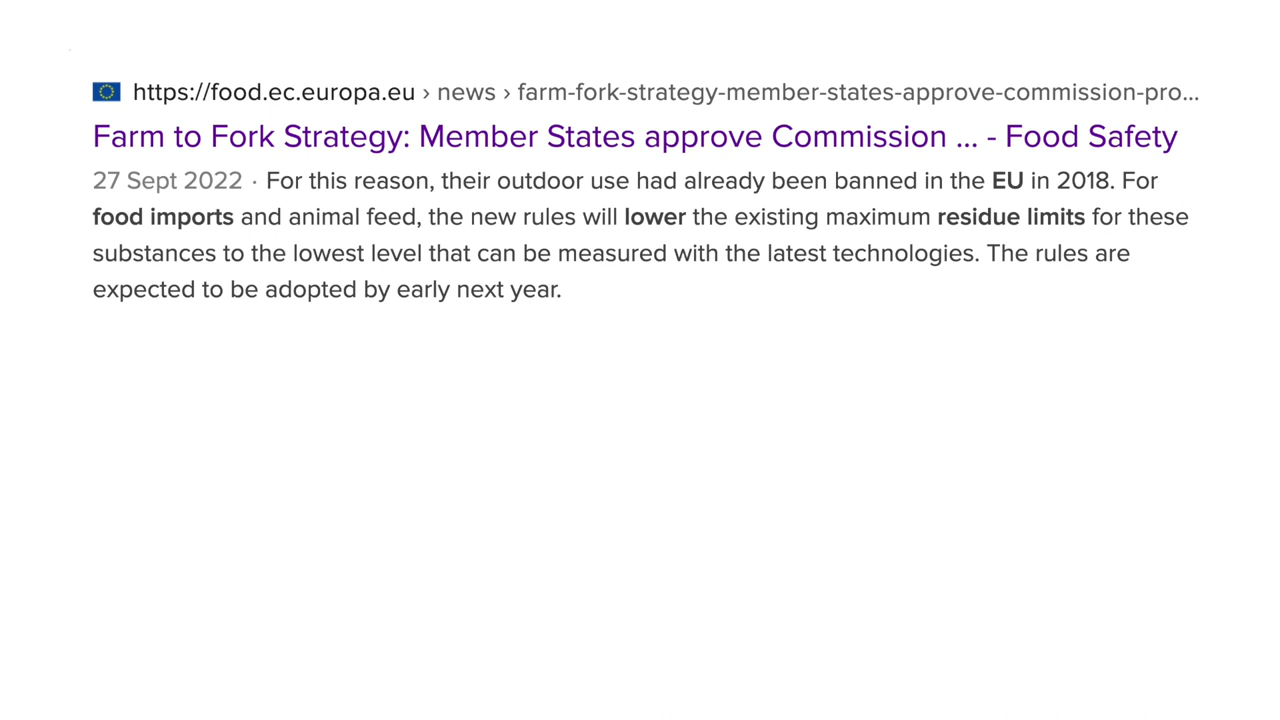 https://food.ec.europa.eu › news › farm-fork-strategy-member-states-approve-commission-pro...
Farm to Fork Strategy: Member States approve Commission ... - Food Safety
27 Sept 2022 · For this reason, their outdoor use had already been banned in the EU in 2018. For
food imports and animal feed, the new rules will lower the existing maximum residue limits for these
substances to the lowest level that can be measured with the latest technologies. The rules are
expected to be adopted by early next year.